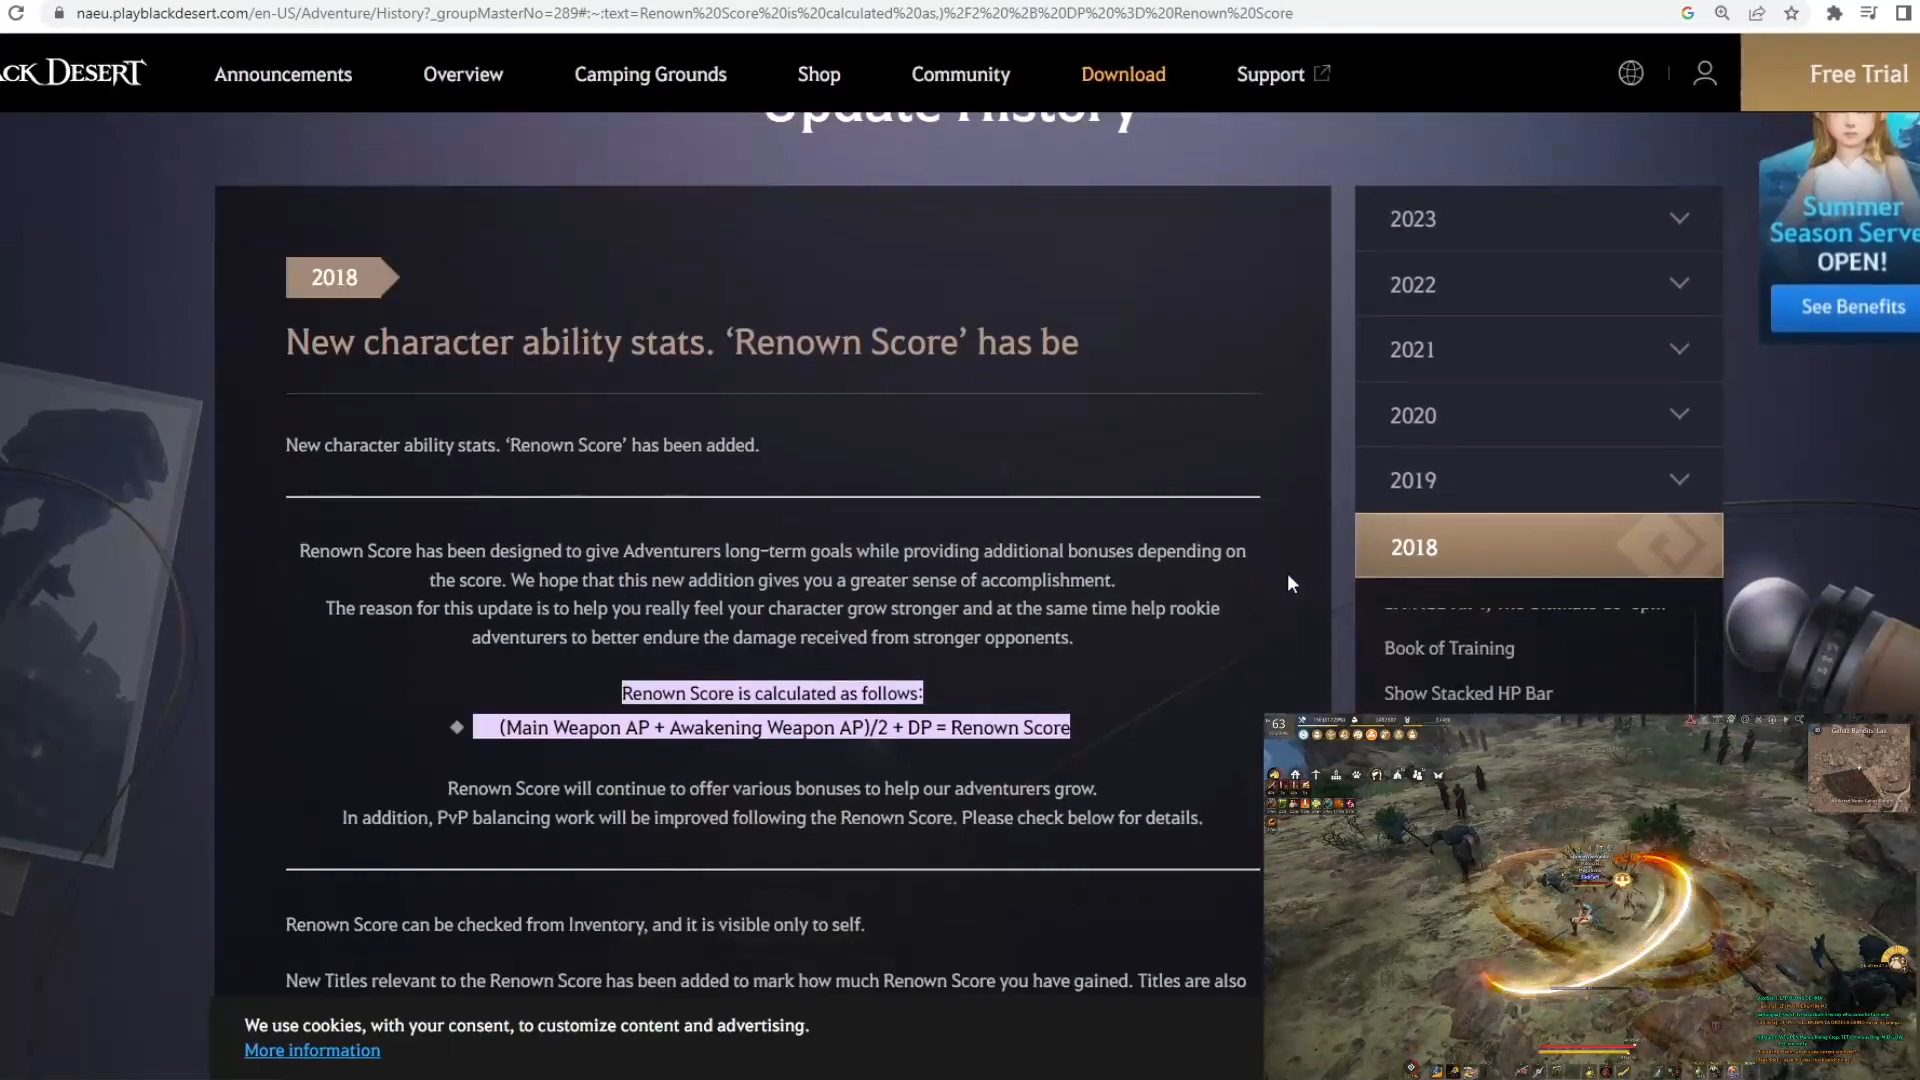 naeu.playblackdesert.com/en-US/Adventure/History?_groupMasterNo=289#:~:text=Renown%20Score%20is%20calculated%20as,)%2F2%20%2B%20DP%20%3D%20Renown%20Score
ACK DESERT
Announcements
Overview
Camping Grounds
Shop
Community
Download
Support
Free Trial
Update History
2018
New character ability stats. ‘Renown Score’ has be
New character ability stats. ‘Renown Score’ has been added.
Renown Score has been designed to give Adventurers long-term goals while providing additional bonuses depending on
the score. We hope that this new addition gives you a greater sense of accomplishment.
The reason for this update is to help you really feel your character grow stronger and at the same time help rookie
adventurers to better endure the damage received from stronger opponents.
Renown Score is calculated as follows:
(Main Weapon AP + Awakening Weapon AP)/2 + DP = Renown Score
Renown Score will continue to offer various bonuses to help our adventurers grow.
In addition, PvP balancing work will be improved following the Renown Score. Please check below for details.
Renown Score can be checked from Inventory, and it is visible only to self.
New Titles relevant to the Renown Score has been added to mark how much Renown Score you have gained. Titles are also
We use cookies, with your consent, to customize content and advertising.
More information
2023
2022
2021
2020
2019
2018
Book of Training
Show Stacked HP Bar
Summer
Season Serve
OPEN!
See Benefits
63